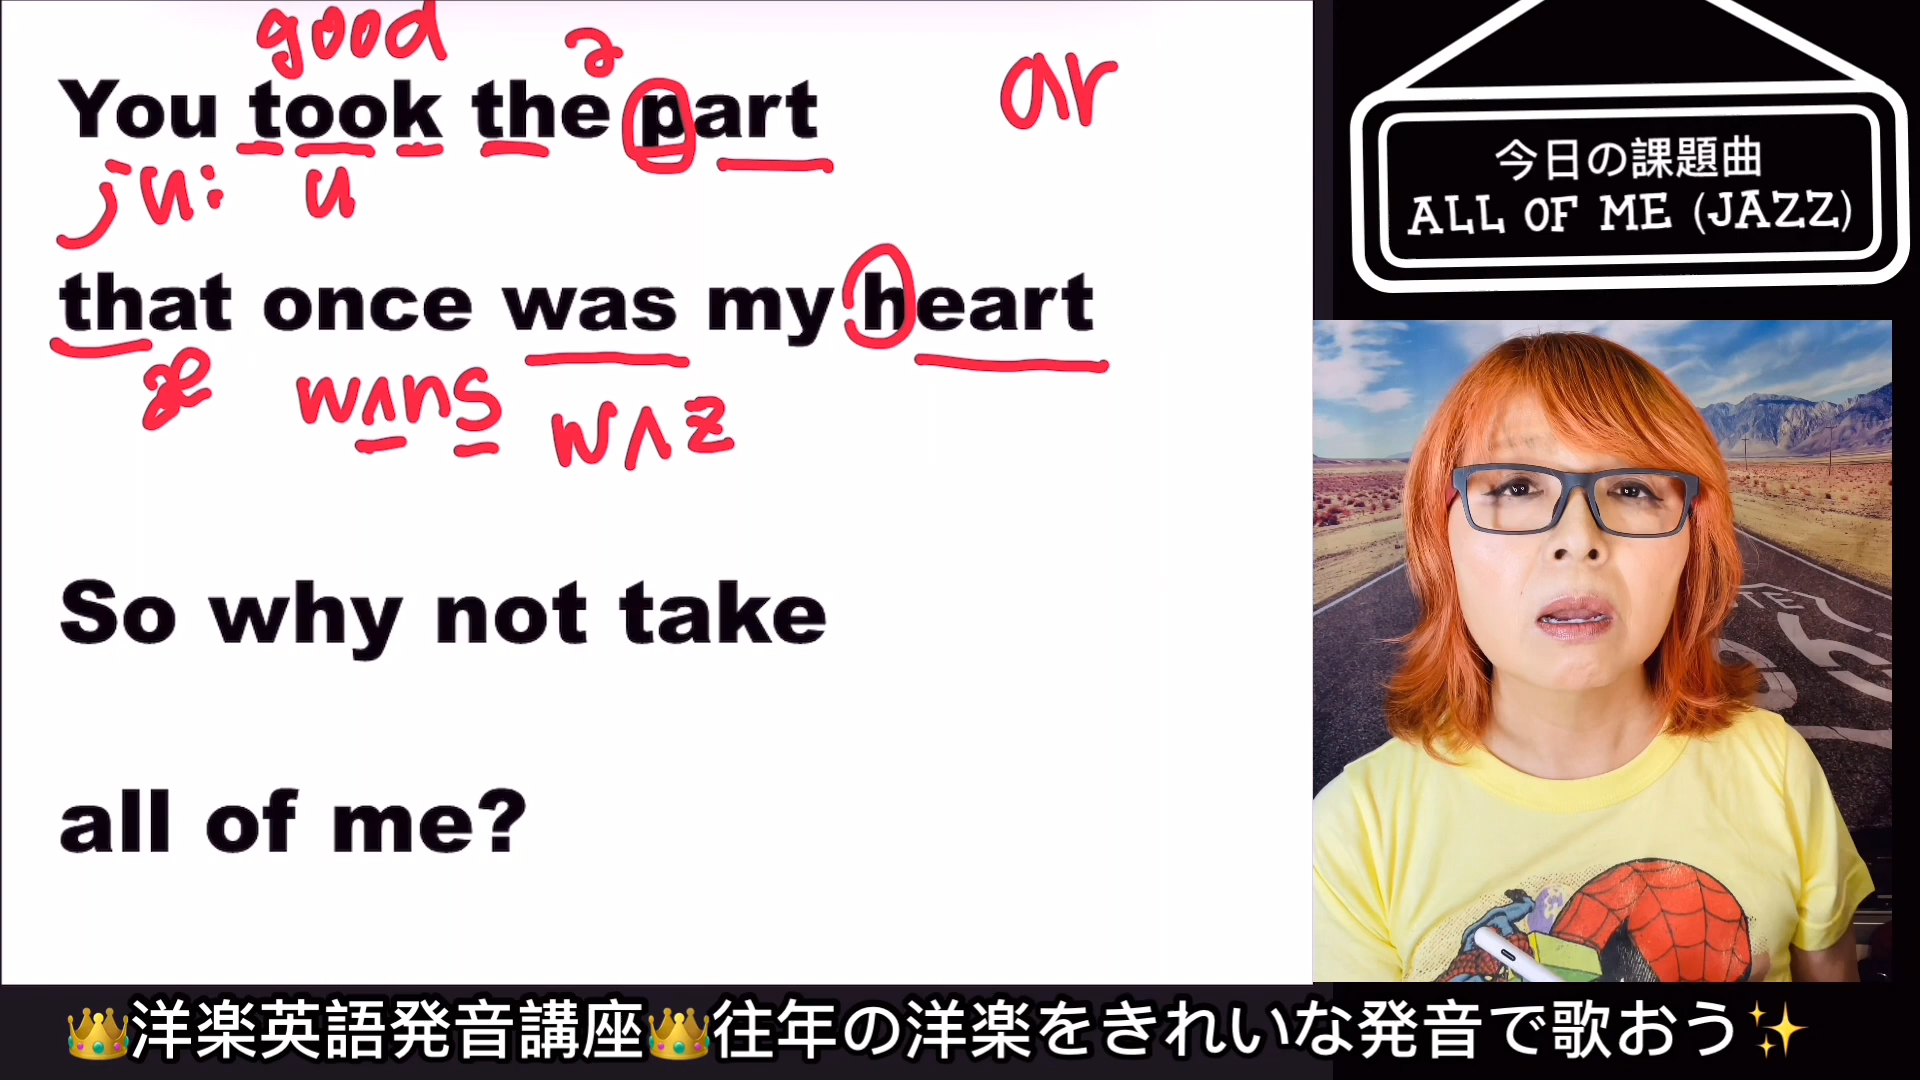 good ə ar
You took the part
ju: u
that once was my heart
æ wʌns wʌz
So why not take
all of me?
今日の課題曲
ALL OF ME (JAZZ)
👑洋楽英語発音講座👑往年の洋楽をきれいな発音で歌おう✨